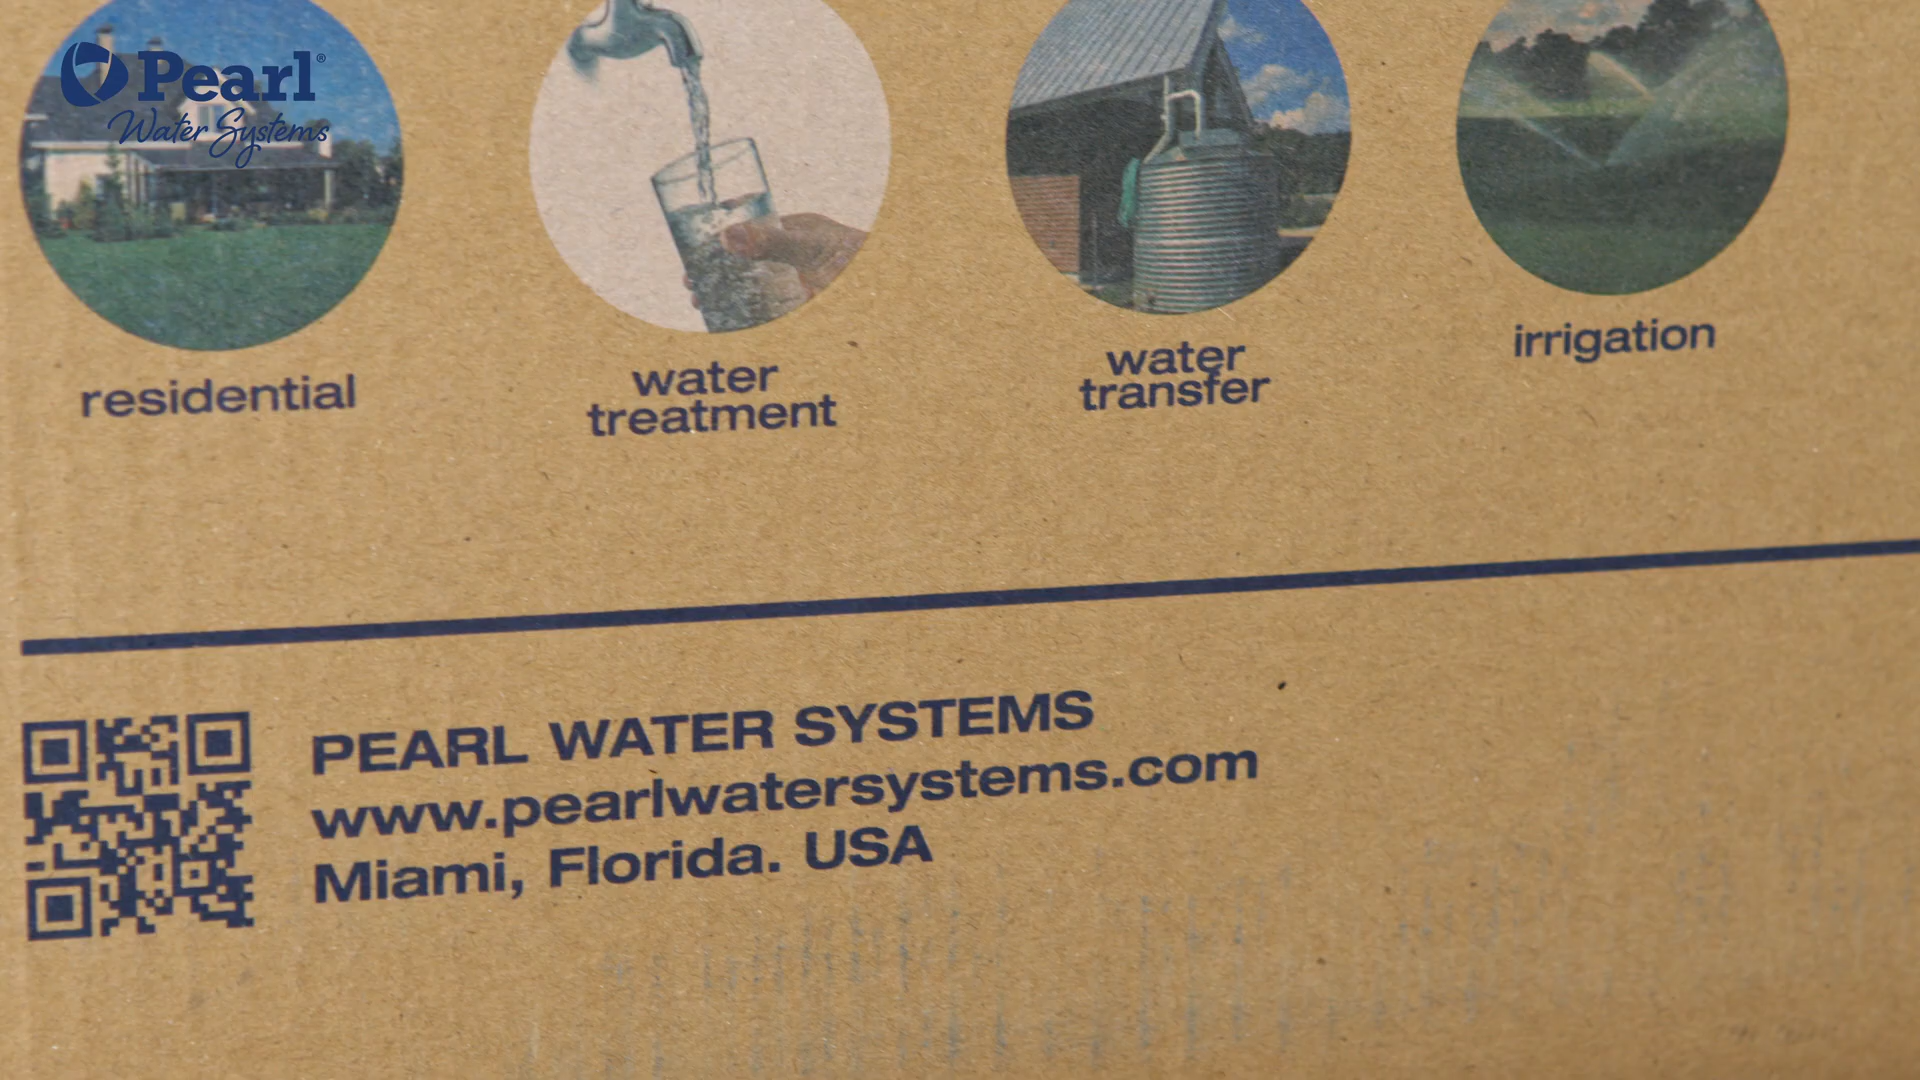 Pearl®
Water Systems
residential
water
treatment
water
transfer
irrigation
PEARL WATER SYSTEMS
www.pearlwatersystems.com
Miami, Florida. USA